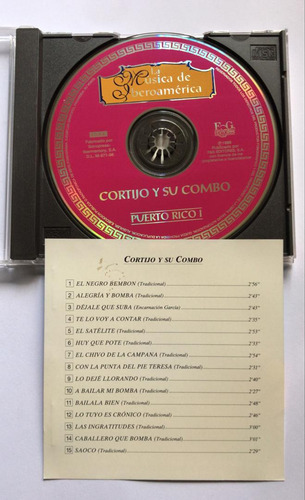 La
Música de
Iberoamérica
CORTIJO Y SU COMBO
PUERTO RICO I
CORTIJO Y SU COMBO
1 EL NEGRO BEMBON (Tradicional) 2'56"
2 ALEGRÍA Y BOMBA (Tradicional) 2'43"
3 DÉJALE QUE SUBA (Encarnación García) 2'43"
4 TE LO VOY A CONTAR (Tradicional) 2'35"
5 EL SATÉLITE (Tradicional) 2'53"
6 HUY QUE POTE (Tradicional) 2'33"
7 EL CHIVO DE LA CAMPANA (Tradicional) 2'54"
8 CON LA PUNTA DEL PIE TERESA (Tradicional) 2'31"
9 LO DEJÉ LLORANDO (Tradicional) 2'40"
10 A BAILAR MI BOMBA (Tradicional) 2'27"
11 BAILALA BIEN (Tradicional) 2'48"
12 LO TUYO ES CRÓNICO (Tradicional) 2'46"
13 LAS INGRATITUDES (Tradicional) 3'00"
14 CABALLERO QUE BOMBA (Tradicional) 3'01"
15 SAOCO (Tradicional) 2'29"